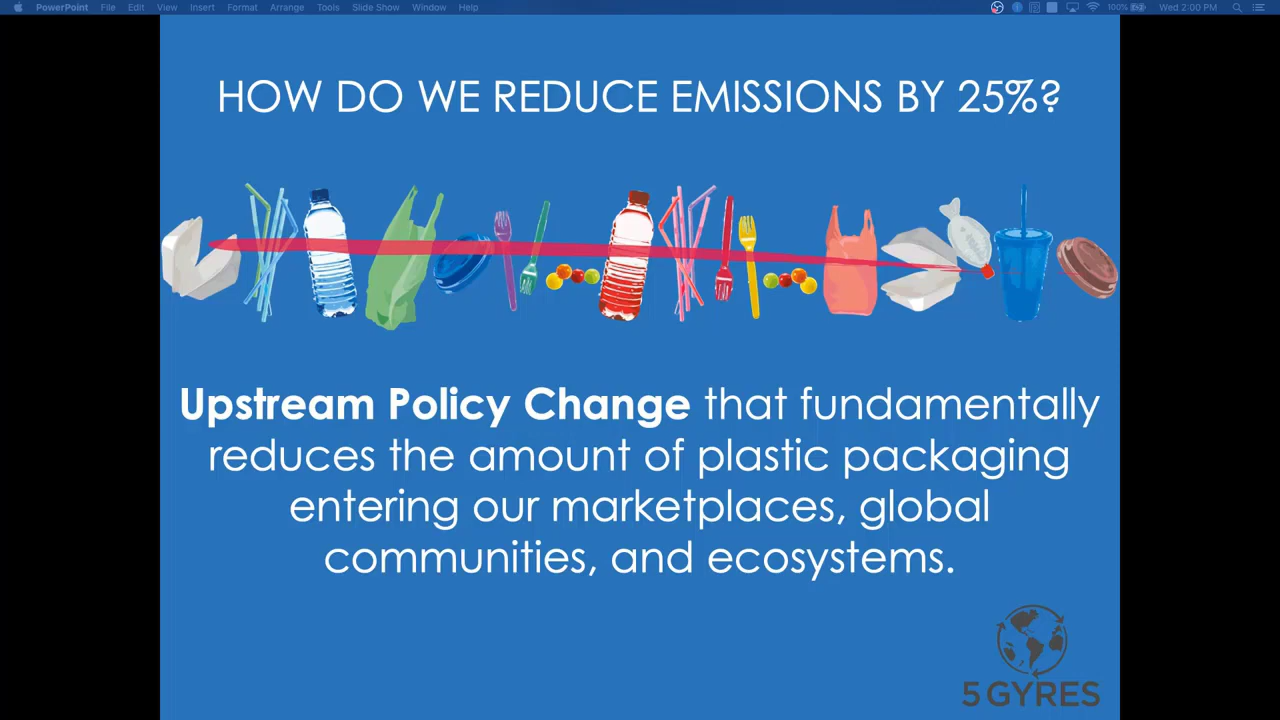 PowerPoint File Edit View Insert Format Arrange Tools Slide Show Window Help 100% Wed 2:00 PM
HOW DO WE REDUCE EMISSIONS BY 25%?
Upstream Policy Change that fundamentally
reduces the amount of plastic packaging
entering our marketplaces, global
communities, and ecosystems.
5 GYRES